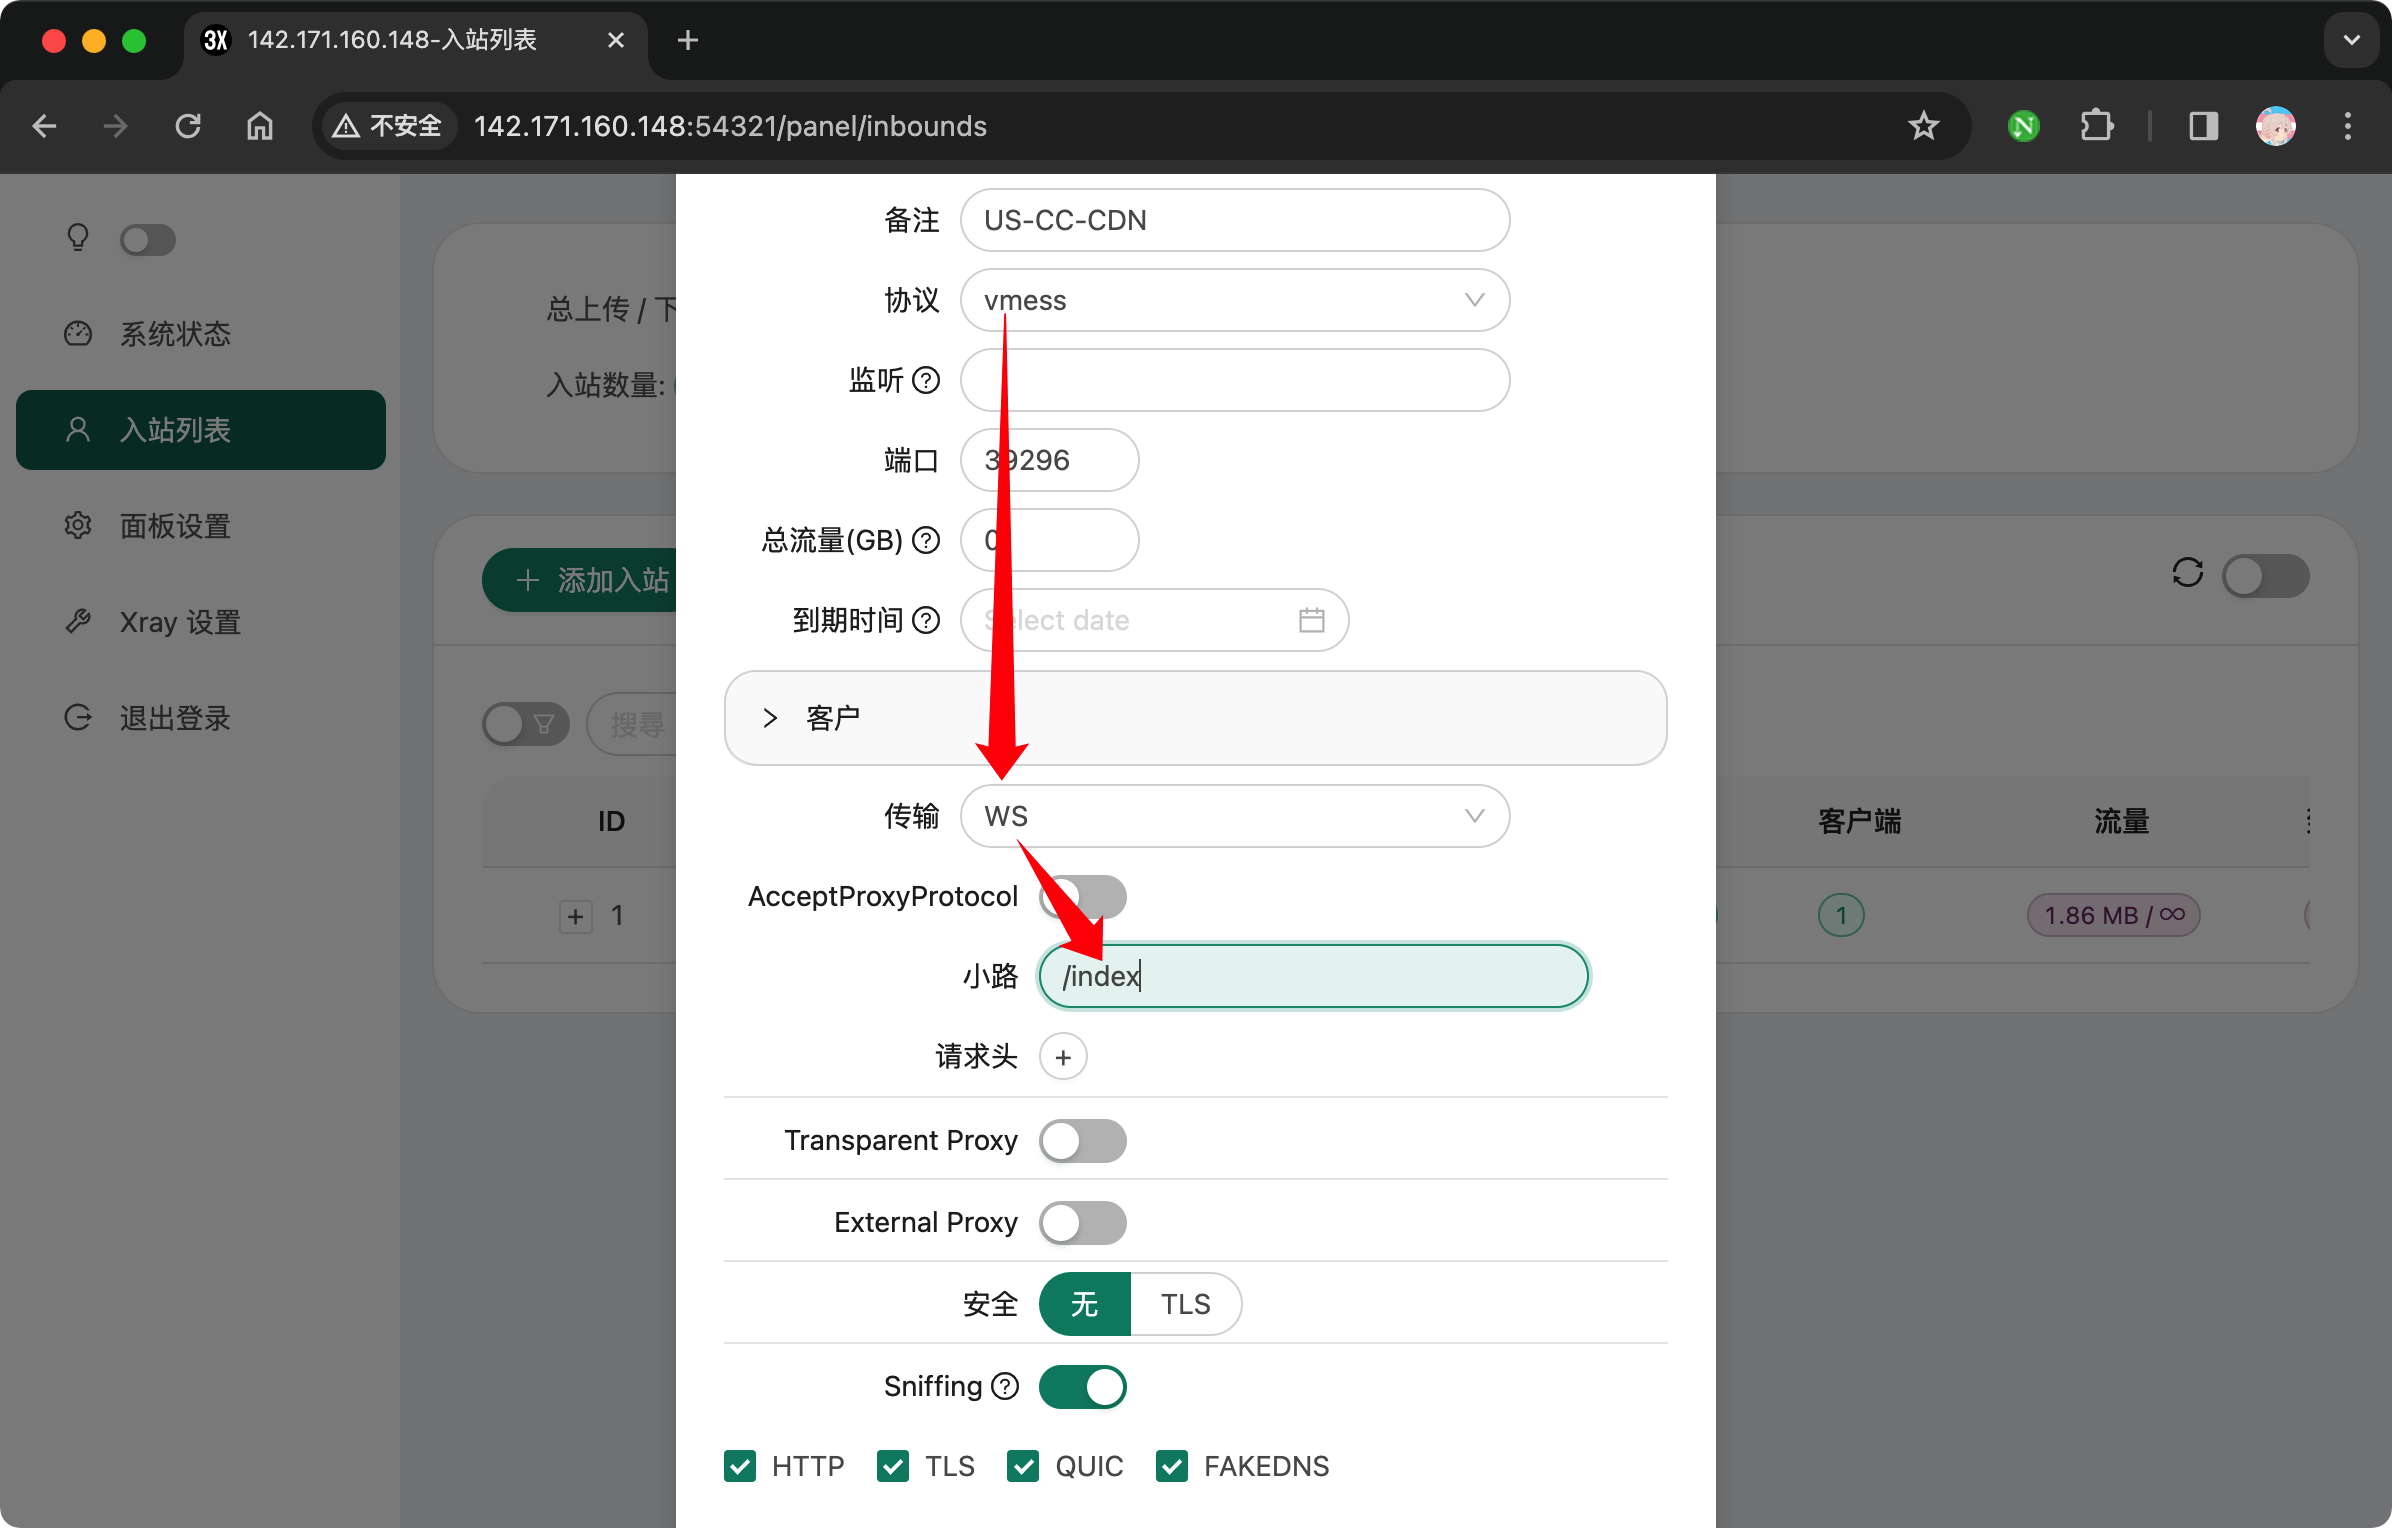 3X 142.171.160.148-入站列表
不安全 142.171.160.148:54321/panel/inbounds
系统状态
入站列表
面板设置
Xray 设置
退出登录
总上传 / 下
入站数量:
添加入站
搜尋
ID
客户端
流量
1
1
1.86 MB / ∞
备注 US-CC-CDN
协议 vmess
监听
端口 39296
总流量(GB) 0
到期时间 Select date
客户
传输 WS
AcceptProxyProtocol
小路 /index
请求头
Transparent Proxy
External Proxy
安全 无 TLS
Sniffing
HTTP TLS QUIC FAKEDNS